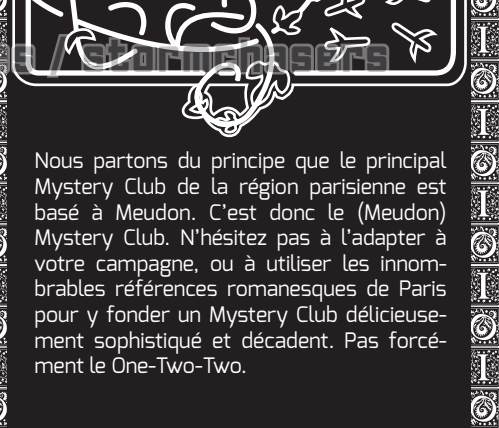 s / stormchasers
Nous partons du principe que le principal
Mystery Club de la région parisienne est
basé à Meudon. C’est donc le (Meudon)
Mystery Club. N’hésitez pas à l’adapter à
votre campagne, ou à utiliser les innom-
brables références romanesques de Paris
pour y fonder un Mystery Club délicieuse-
ment sophistiqué et décadent. Pas forcé-
ment le One-Two-Two.